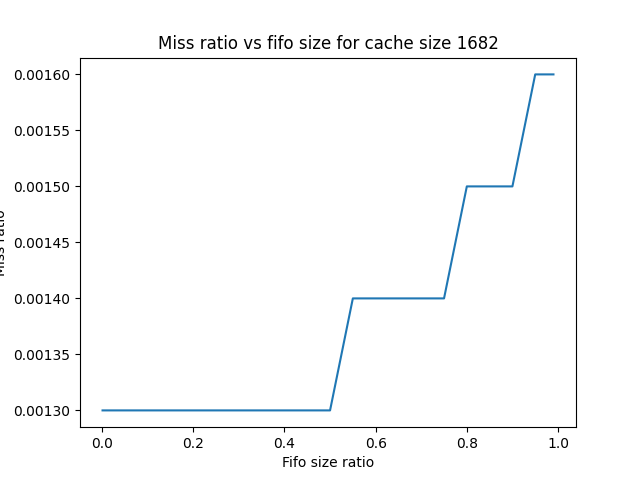 Miss ratio vs fifo size for cache size 1682
0.00160
0.00155
0.00150
0.00145
0.00140
0.00135
0.00130
Miss ratio
0.0 0.2 0.4 0.6 0.8 1.0
Fifo size ratio